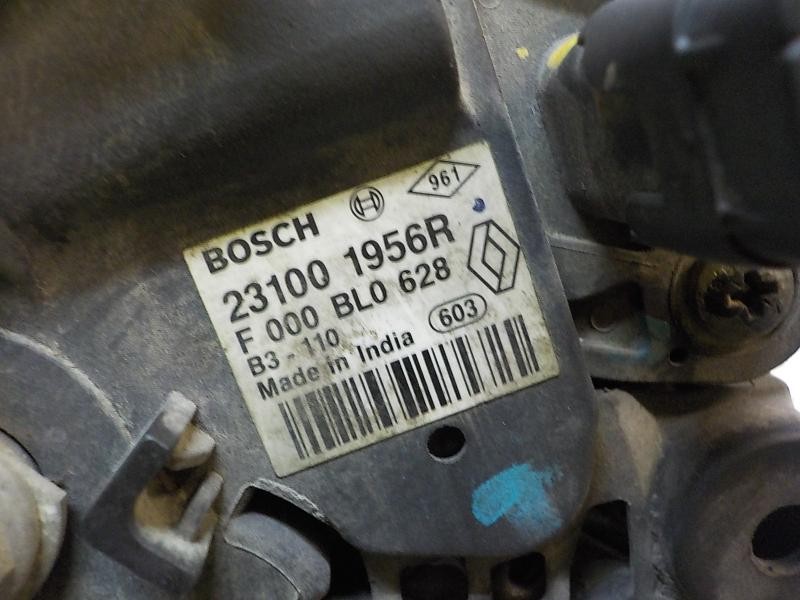 BOSCH 961
23100 1956R
F 000 BL0 628
B3 - 110 603
Made in India